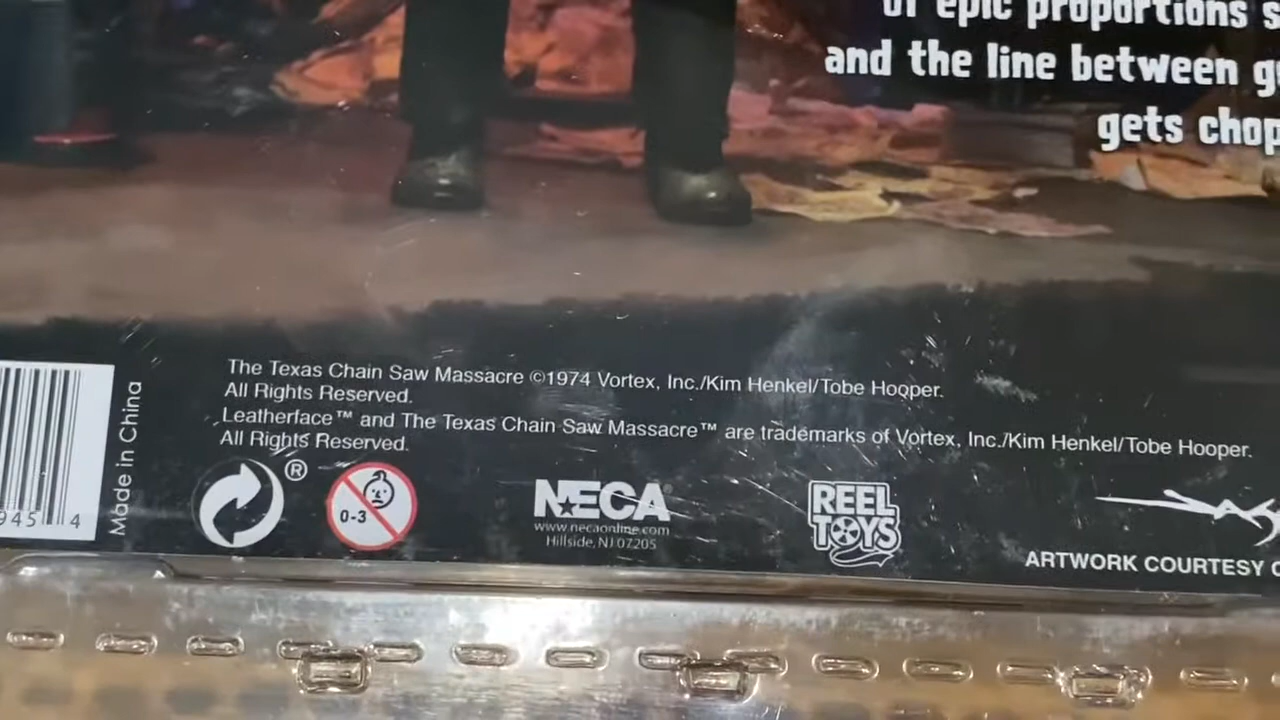 of epic proportions
and the line between
gets
The Texas Chain Saw Massacre ©1974 Vortex, Inc./Kim Henkel/Tobe Hooper.
All Rights Reserved.
Leatherface™ and The Texas Chain Saw Massacre™ are trademarks of Vortex, Inc./Kim Henkel/Tobe Hooper.
All Rights Reserved.
Made in China
945 4
®
0-3
NECA
www.necaonline.com
Hillside, NJ 07205
REEL
TOYS
ARTWORK COURTESY